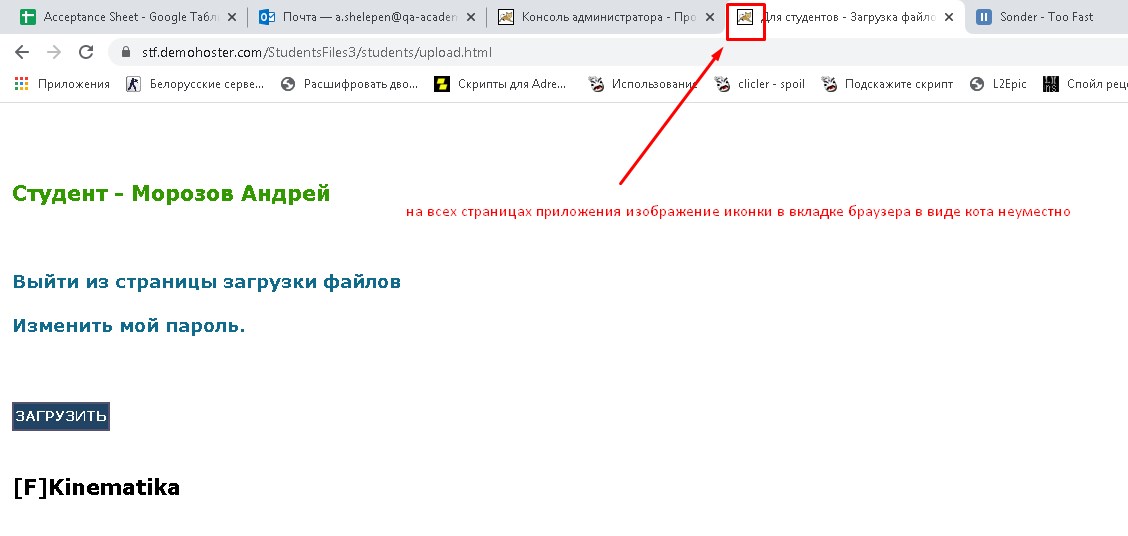 Acceptance Sheet - Google Табл
Почта — a.shelepen@qa-acaden
Консоль администратора - Про
Для студентов - Загрузка файло
Sonder - Too Fast
stf.demohoster.com/StudentsFiles3/students/upload.html
Приложения
Белорусские серве...
Расшифровать дво...
Скрипты для Adre...
Использование
clicler - spoil
Подскажите скрипт
L2Epic
Спойл реце
Студент - Морозов Андрей
на всех страницах приложения изображение иконки в вкладке браузера в виде кота неуместно
Выйти из страницы загрузки файлов
Изменить мой пароль.
ЗАГРУЗИТЬ
[F]Kinematika